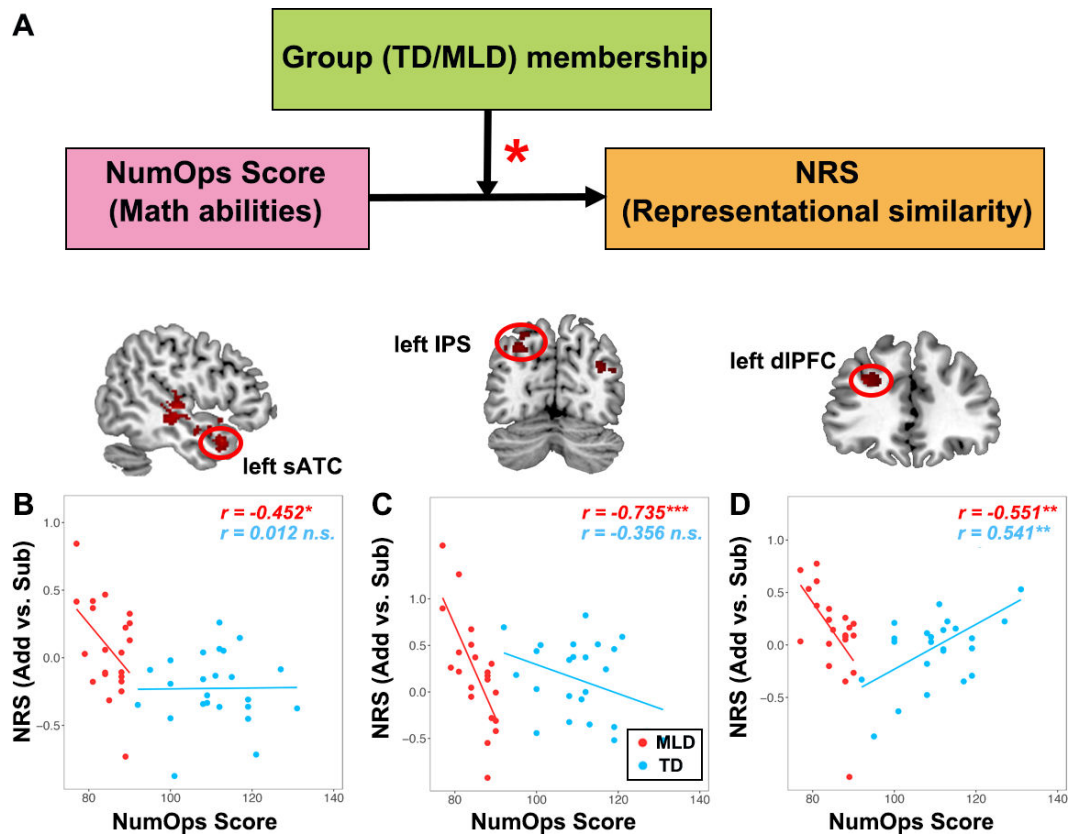 A
Group (TD/MLD) membership
*
NumOps Score
(Math abilities)
NRS
(Representational similarity)
left sATC
left IPS
left dlPFC
B
r = -0.452*
r = 0.012 n.s.
NRS (Add vs. Sub)
1.0
0.5
0.0
-0.5
80
100
120
140
NumOps Score
C
r = -0.735***
r = -0.356 n.s.
NRS (Add vs. Sub)
1.0
0.5
0.0
-0.5
MLD
TD
80
100
120
140
NumOps Score
D
r = -0.551**
r = 0.541**
NRS (Add vs. Sub)
1.0
0.5
0.0
-0.5
80
100
120
140
NumOps Score